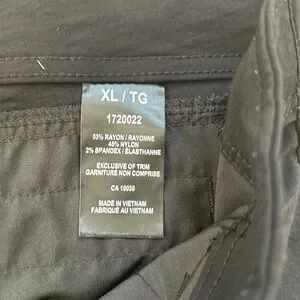 XL / TG
1720022
53% RAYON / RAYONNE
45% NYLON
2% SPANDEX / ÉLASTHANNE
EXCLUSIVE OF TRIM
GARNITURE NON COMPRISE
CA 16035
MADE IN VIETNAM
FABRIQUÉ AU VIETNAM